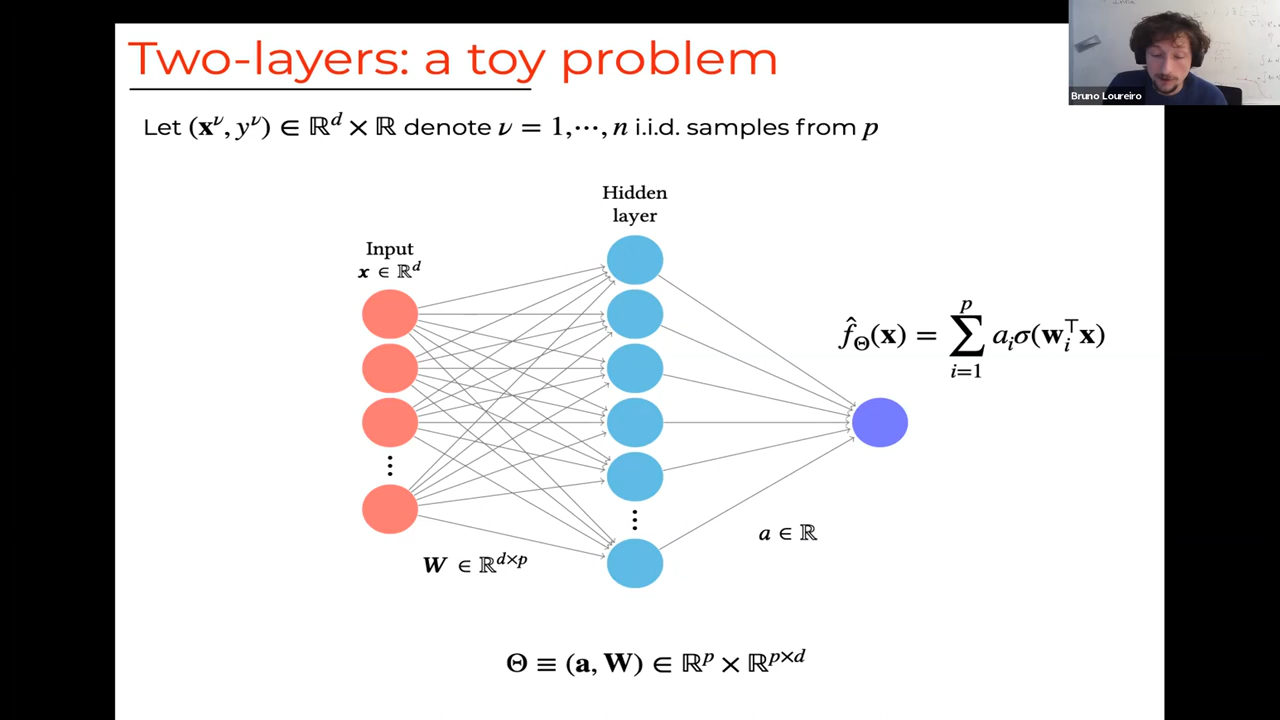 Two-layers: a toy problem
Bruno Loureiro
Let (𝐱^ν, y^ν) ∈ ℝ^d × ℝ denote ν = 1,⋯, n i.i.d. samples from p
Hidden
layer
Input
𝒙 ∈ ℝ^d
f̂_Θ(𝐱) = ∑_{i=1}^{p} a_i σ(𝐰_i^⊤ 𝐱)
a ∈ ℝ
W ∈ ℝ^{d×p}
Θ ≡ (𝐚, 𝐖) ∈ ℝ^p × ℝ^{p×d}